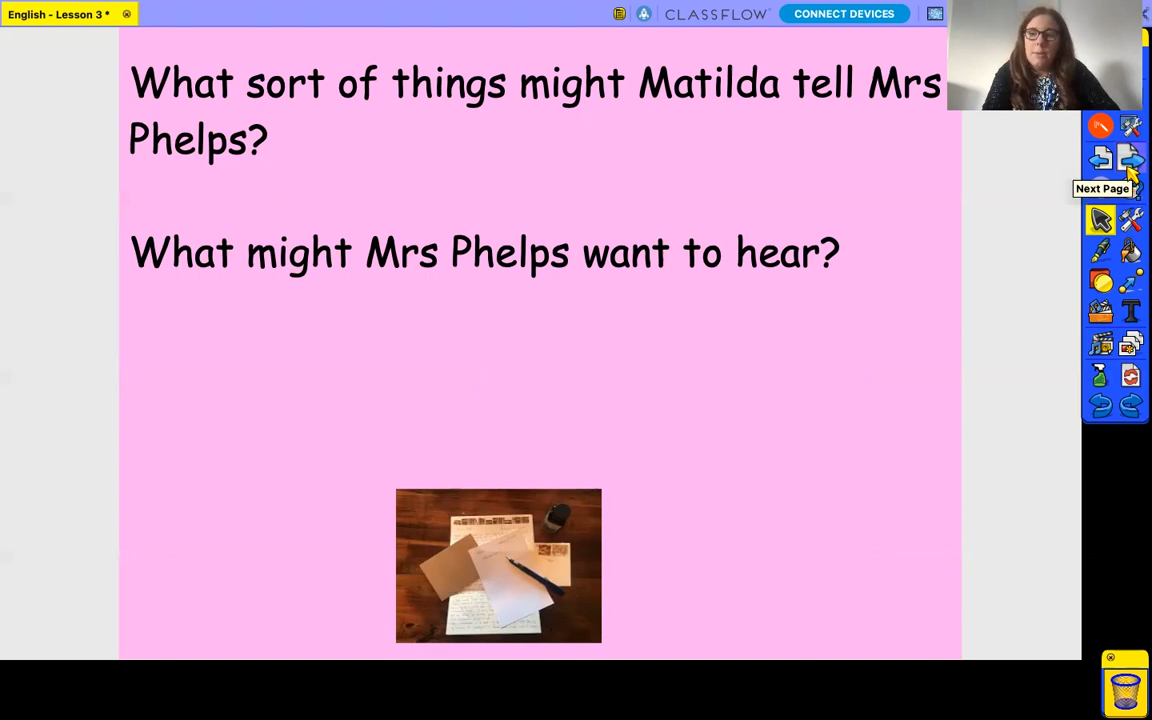 English - Lesson 3 *
CLASSFLOW
CONNECT DEVICES
What sort of things might Matilda tell Mrs
Phelps?
Next Page
What might Mrs Phelps want to hear?